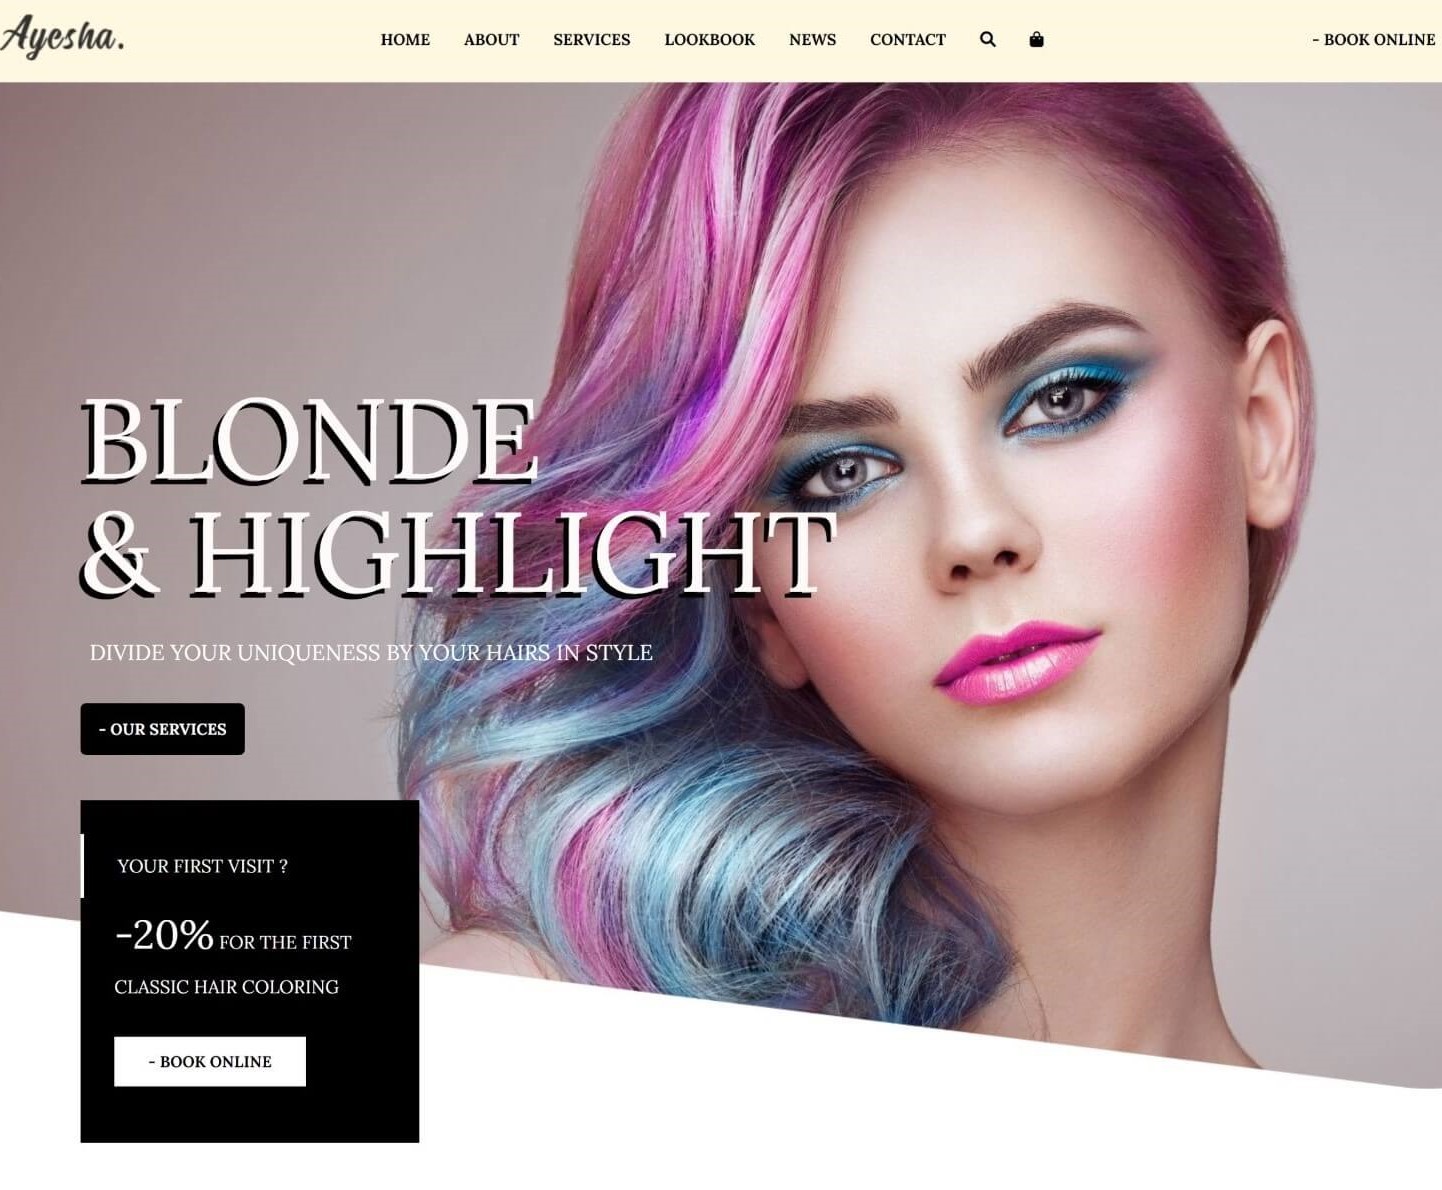 Ayesha.
HOME ABOUT SERVICES LOOKBOOK NEWS CONTACT
- BOOK ONLINE
BLONDE
& HIGHLIGHT
DIVIDE YOUR UNIQUENESS BY YOUR HAIRS IN STYLE
- OUR SERVICES
YOUR FIRST VISIT ?
-20% FOR THE FIRST
CLASSIC HAIR COLORING
- BOOK ONLINE